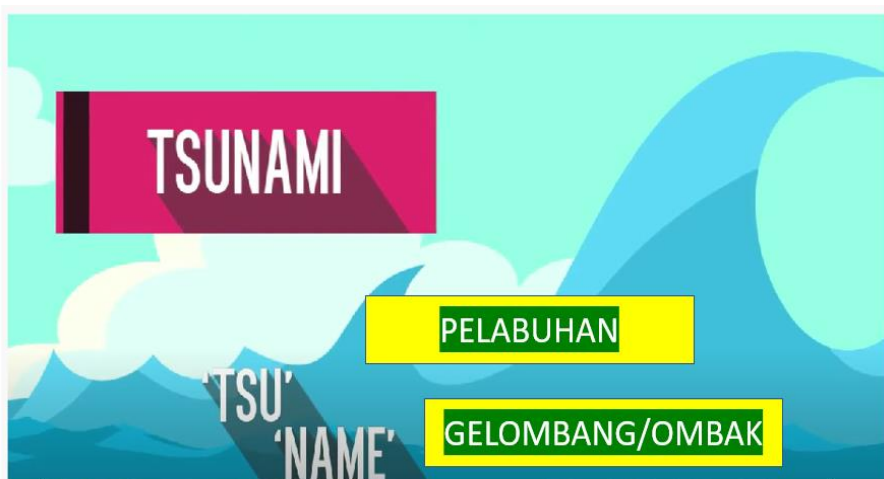 TSUNAMI
PELABUHAN
'TSU'
GELOMBANG/OMBAK
'NAME'